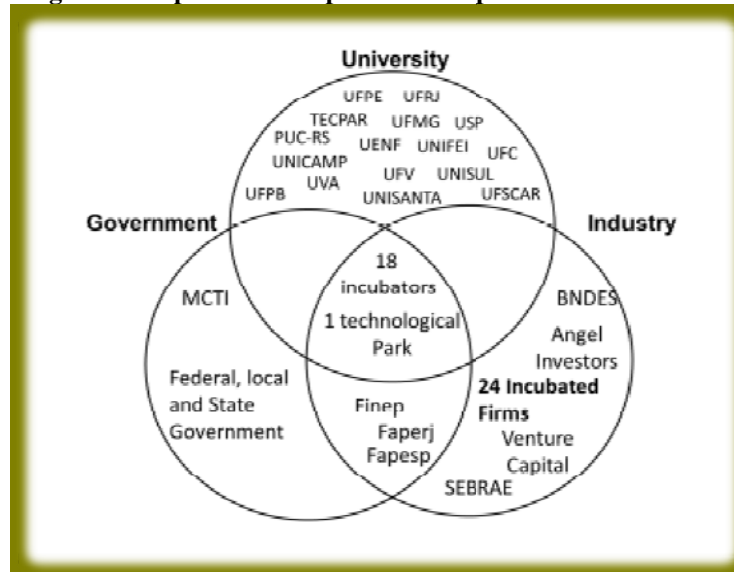 University
UFPE UFRJ
TECPAR UFMG USP
PUC-RS UENF UNIFEI UFC
UNICAMP
UVA UFV UNISUL
UFPB UNISANTA UFSCAR
Government Industry
18
incubators
1 technological
Park
MCTI
Federal, local
and State
Government
Finep
Faperj
Fapesp
BNDES
Angel
Investors
24 Incubated
Firms
Venture
Capital
SEBRAE